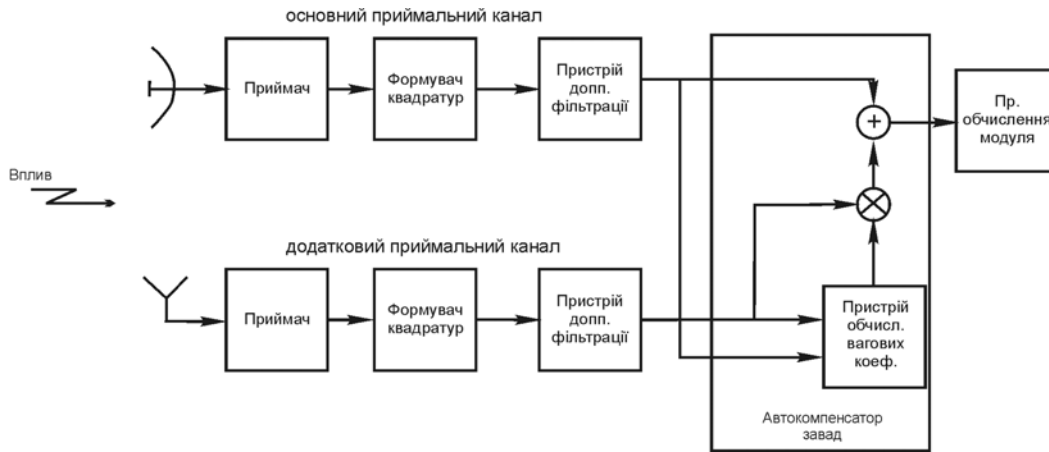 основний приймальний канал
Приймач
Формувач
квадратур
Пристрій
допп.
фільтрації
+
Пр.
обчислення
модуля
Вплив
додатковий приймальний канал
Приймач
Формувач
квадратур
Пристрій
допп.
фільтрації
Пристрій
обчисл.
вагових
коеф.
Автокомпенсатор
завад